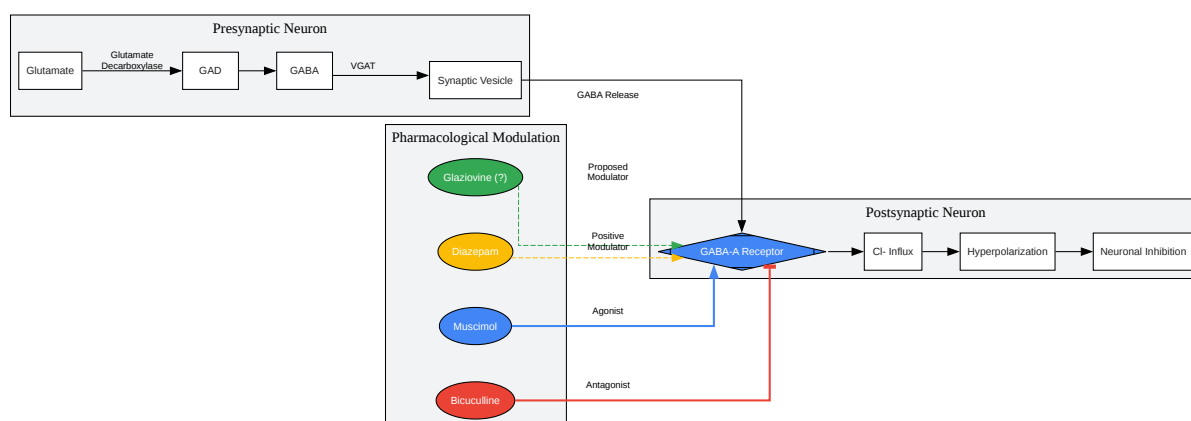 Presynaptic Neuron
Glutamate
Glutamate
Decarboxylase
GAD
GABA
VGAT
Synaptic Vesicle
GABA Release
Pharmacological Modulation
Glaziovine (?)
Proposed
Modulator
Diazepam
Positive
Modulator
Muscimol
Agonist
Bicuculline
Antagonist
Postsynaptic Neuron
GABA-A Receptor
Cl- Influx
Hyperpolarization
Neuronal Inhibition